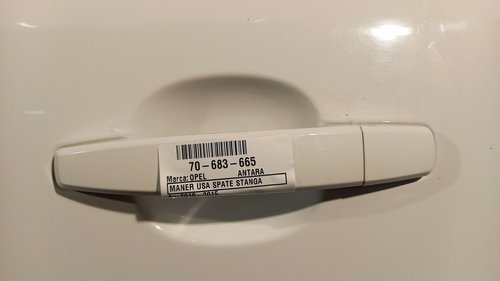 70-683-665
Marca: OPEL ANTARA
MANER USA SPATE STANGA